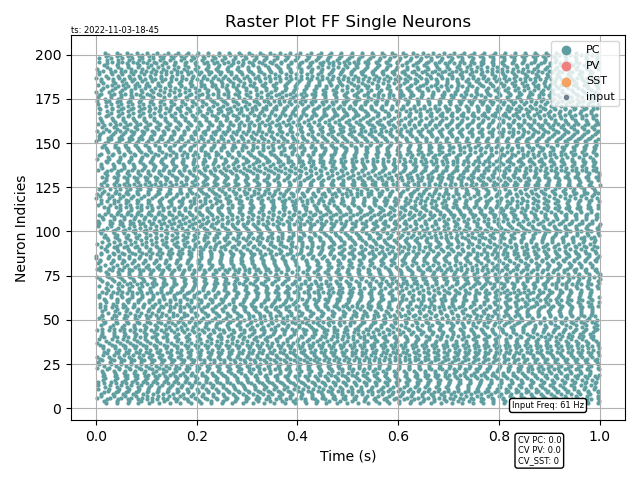 Raster Plot FF Single Neurons
ts: 2022-11-03-18-45
PC
PV
SST
input
200
175
150
125
100
75
50
25
0
Neuron Indicies
Input Freq: 61 Hz
0.0
0.2
0.4
0.6
0.8
1.0
Time (s)
CV PC: 0.0
CV PV: 0.0
CV_SST: 0